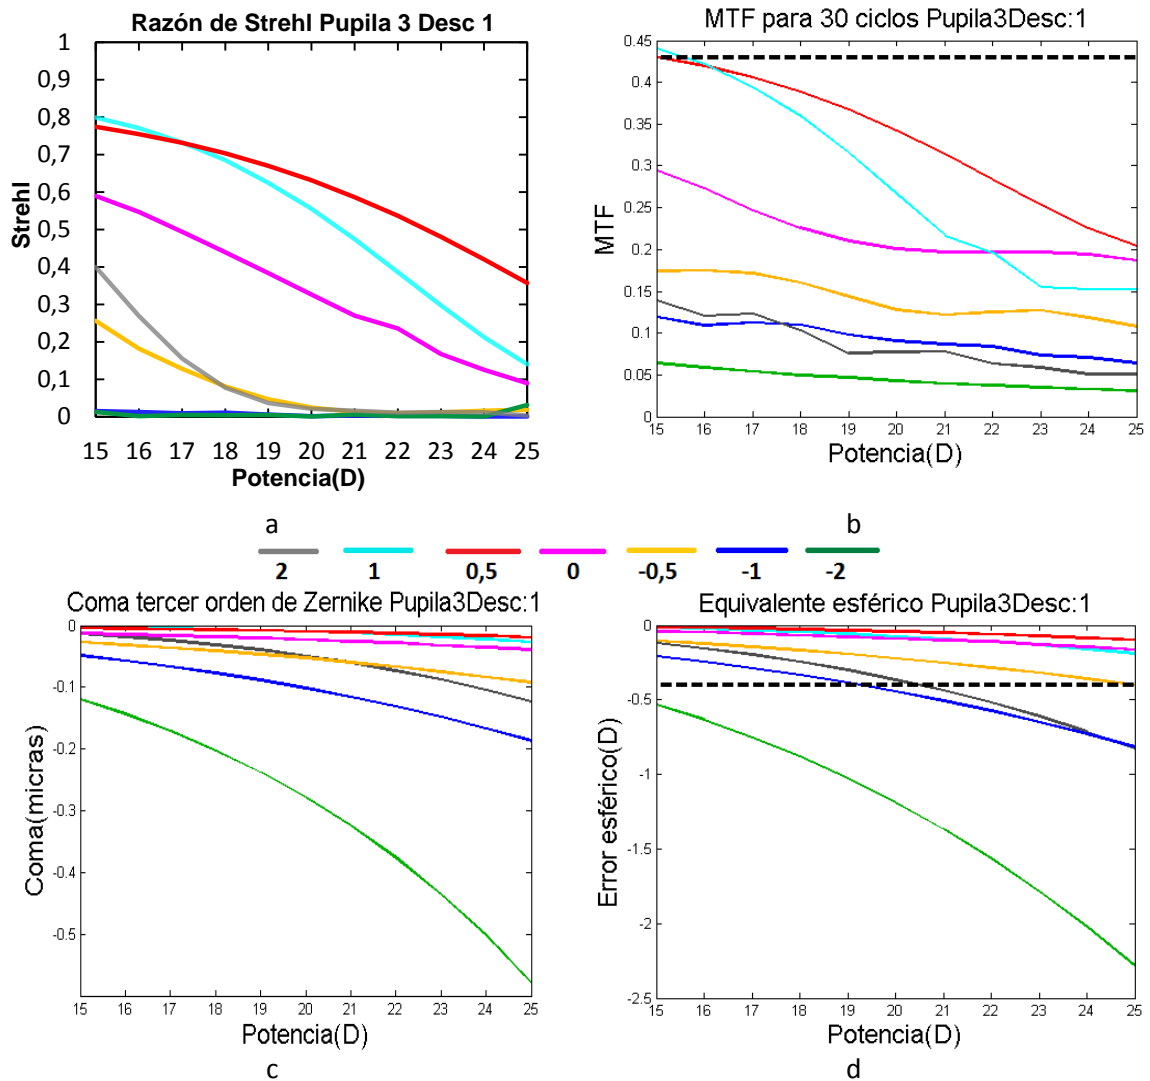 Razón de Strehl Pupila 3 Desc 1
1
0,9
0,8
0,7
0,6
0,5
0,4
0,3
0,2
0,1
0
Strehl
15 16 17 18 19 20 21 22 23 24 25
Potencia(D)
a
MTF para 30 ciclos Pupila3Desc:1
0.45
0.4
0.35
0.3
0.25
0.2
0.15
0.1
0.05
0
MTF
15 16 17 18 19 20 21 22 23 24 25
Potencia(D)
b
2 1 0,5 0 -0,5 -1 -2
Coma tercer orden de Zernike Pupila3Desc:1
0
-0.1
-0.2
-0.3
-0.4
-0.5
Coma(micras)
15 16 17 18 19 20 21 22 23 24 25
Potencia(D)
c
Equivalente esférico Pupila3Desc:1
0
-0.5
-1
-1.5
-2
-2.5
Error esférico(D)
15 16 17 18 19 20 21 22 23 24 25
Potencia(D)
d